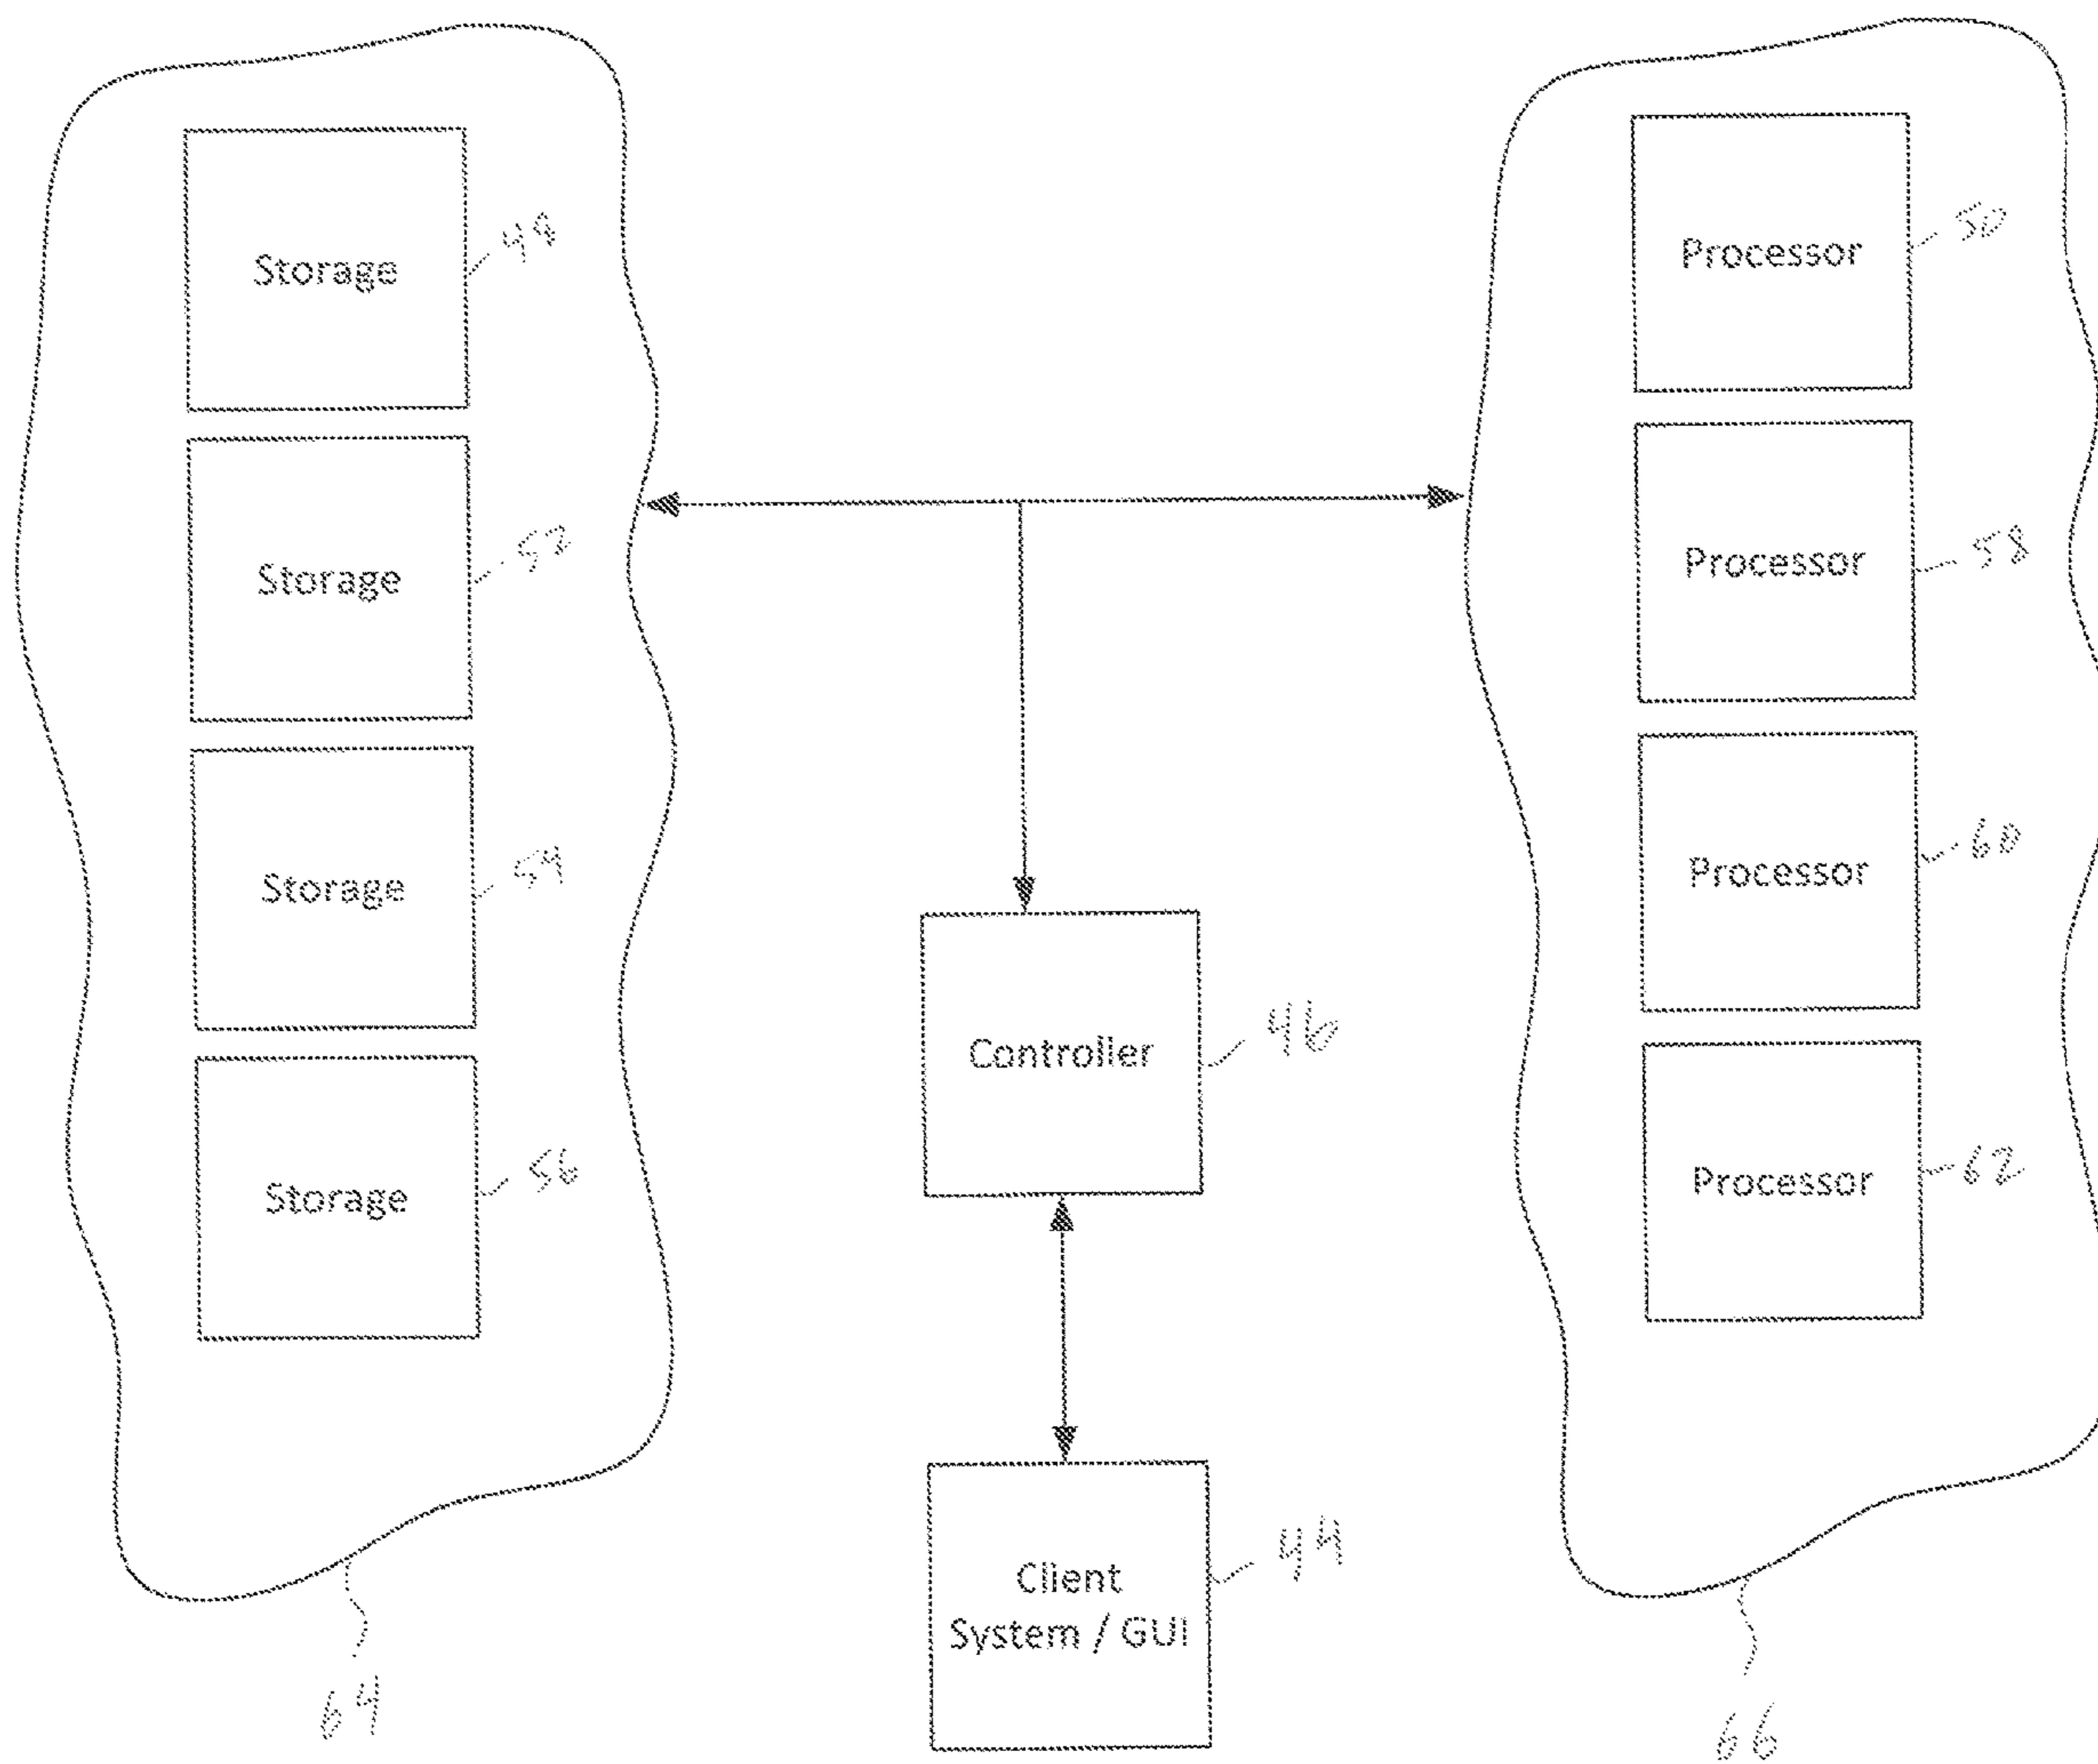 Storage
48
Storage
52
Storage
54
Storage
56
64
Controller
46
Client
System / GUI
44
Processor
50
Processor
58
Processor
60
Processor
62
66